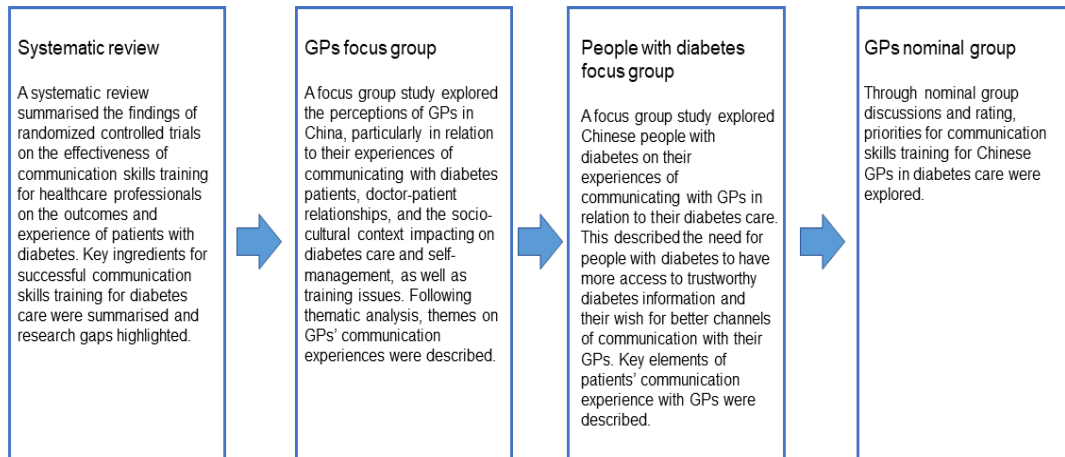 Systematic review
A systematic review
summarised the findings of
randomized controlled trials
on the effectiveness of
communication skills training
for healthcare professionals
on the outcomes and
experience of patients with
diabetes. Key ingredients for
successful communication
skills training for diabetes
care were summarised and
research gaps highlighted.
GPs focus group
A focus group study explored
the perceptions of GPs in
China, particularly in relation
to their experiences of
communicating with diabetes
patients, doctor-patient
relationships, and the socio-
cultural context impacting on
diabetes care and self-
management, as well as
training issues. Following
thematic analysis, themes on
GPs’ communication
experiences were described.
People with diabetes
focus group
A focus group study explored
Chinese people with
diabetes on their
experiences of
communicating with GPs in
relation to their diabetes care.
This described the need for
people with diabetes to have
more access to trustworthy
diabetes information and
their wish for better channels
of communication with their
GPs. Key elements of
patients’ communication
experience with GPs were
described.
GPs nominal group
Through nominal group
discussions and rating,
priorities for communication
skills training for Chinese
GPs in diabetes care were
explored.